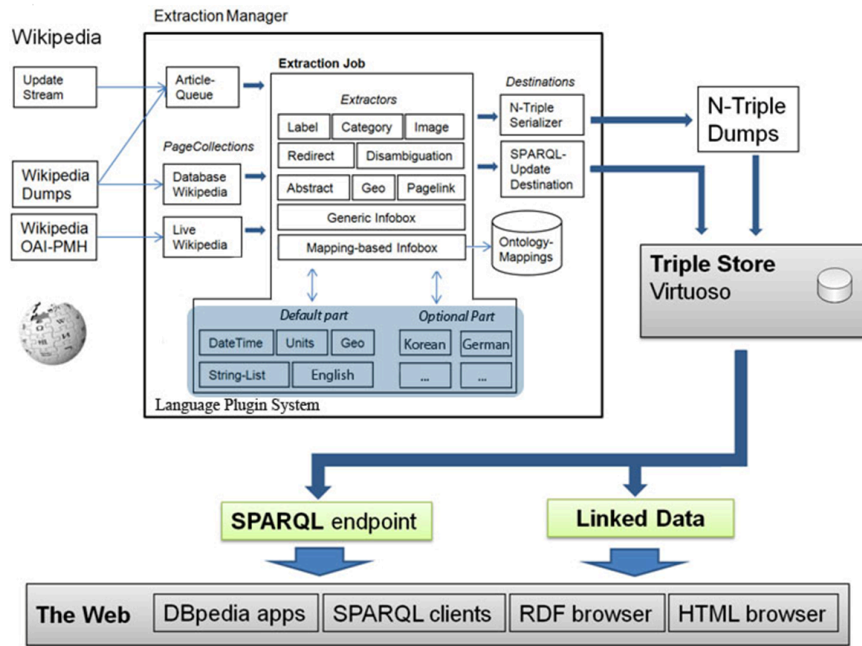 Extraction Manager
Wikipedia
Update
Stream
Wikipedia
Dumps
Wikipedia
OAI-PMH
Article-
Queue
PageCollections
Database
Wikipedia
Live
Wikipedia
Extraction Job
Extractors
Label
Category
Image
Redirect
Disambiguation
Abstract
Geo
Pagelink
Generic Infobox
Mapping-based Infobox
Destinations
N-Triple
Serializer
SPARQL-
Update
Destination
Ontology-
Mappings
N-Triple
Dumps
Triple Store
Virtuoso
Default part
DateTime
Units
Geo
String-List
English
Optional Part
Korean
German
...
...
Language Plugin System
SPARQL endpoint
Linked Data
The Web
DBpedia apps
SPARQL clients
RDF browser
HTML browser